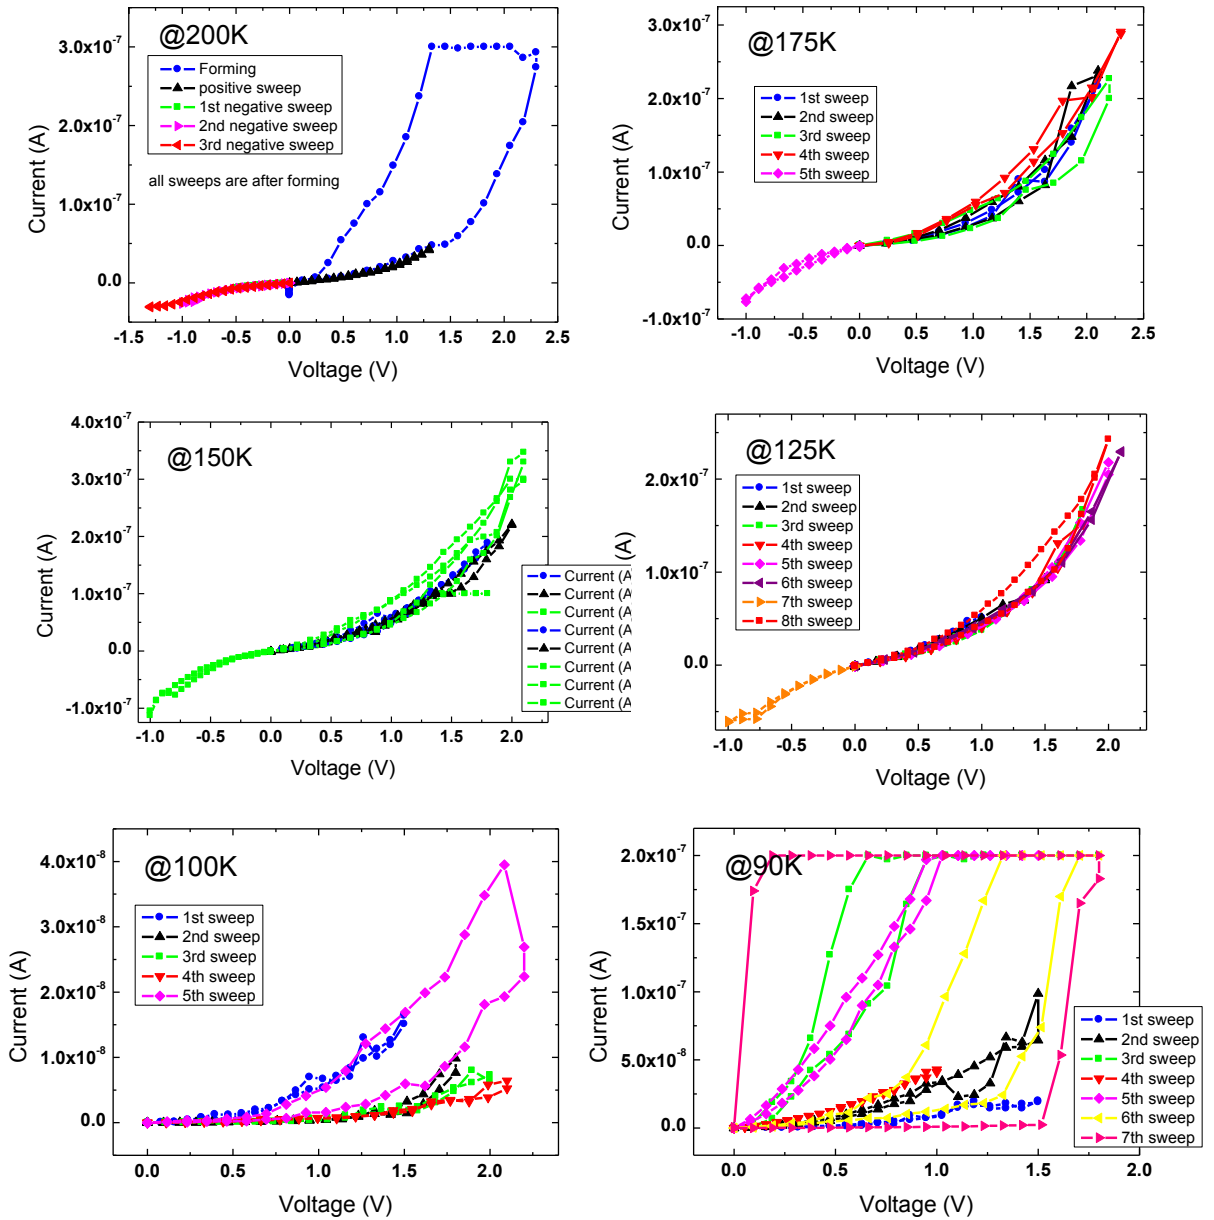 @200K
3.0x10-7
2.0x10-7
1.0x10-7
0.0
Current (A)
Forming
positive sweep
1st negative sweep
2nd negative sweep
3rd negative sweep
all sweeps are after forming
-1.5 -1.0 -0.5 0.0 0.5 1.0 1.5 2.0 2.5
Voltage (V)
@175K
3.0x10-7
2.0x10-7
1.0x10-7
0.0
-1.0x10-7
Current (A)
1st sweep
2nd sweep
3rd sweep
4th sweep
5th sweep
-1.0 -0.5 0.0 0.5 1.0 1.5 2.0 2.5
Voltage (V)
@150K
4.0x10-7
3.0x10-7
2.0x10-7
1.0x10-7
0.0
-1.0x10-7
Current (A)
Current (A
Current (A
Current (A
Current (A
Current (A
Current (A
Current (A
Current (A
-1.0 -0.5 0.0 0.5 1.0 1.5 2.0
Voltage (V)
@125K
2.0x10-7
1.0x10-7
0.0
Current (A)
1st sweep
2nd sweep
3rd sweep
4th sweep
5th sweep
6th sweep
7th sweep
8th sweep
-1.0 -0.5 0.0 0.5 1.0 1.5 2.0
Voltage (V)
@100K
4.0x10-8
3.0x10-8
2.0x10-8
1.0x10-8
0.0
Current (A)
1st sweep
2nd sweep
3rd sweep
4th sweep
5th sweep
0.0 0.5 1.0 1.5 2.0
Voltage (V)
@90K
2.0x10-7
1.5x10-7
1.0x10-7
5.0x10-8
0.0
Current (A)
1st sweep
2nd sweep
3rd sweep
4th sweep
5th sweep
6th sweep
7th sweep
0.0 0.5 1.0 1.5 2.0
Voltage (V)